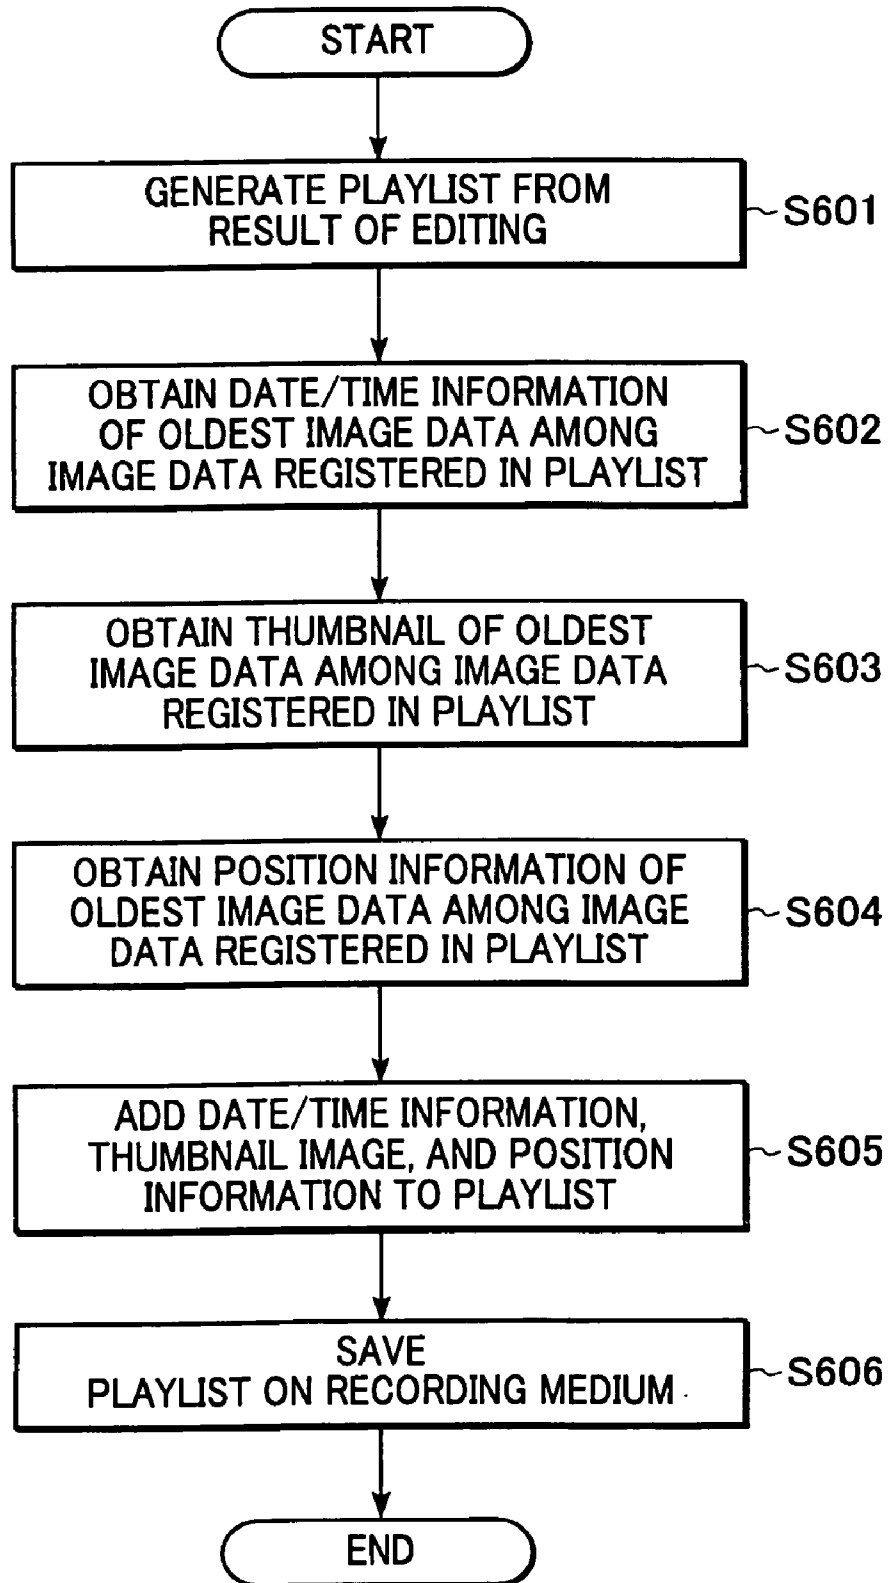 START
GENERATE PLAYLIST FROM
RESULT OF EDITING
S601
OBTAIN DATE/TIME INFORMATION
OF OLDEST IMAGE DATA AMONG
IMAGE DATA REGISTERED IN PLAYLIST
S602
OBTAIN THUMBNAIL OF OLDEST
IMAGE DATA AMONG IMAGE DATA
REGISTERED IN PLAYLIST
S603
OBTAIN POSITION INFORMATION OF
OLDEST IMAGE DATA AMONG IMAGE
DATA REGISTERED IN PLAYLIST
S604
ADD DATE/TIME INFORMATION,
THUMBNAIL IMAGE, AND POSITION
INFORMATION TO PLAYLIST
S605
SAVE
PLAYLIST ON RECORDING MEDIUM
S606
END